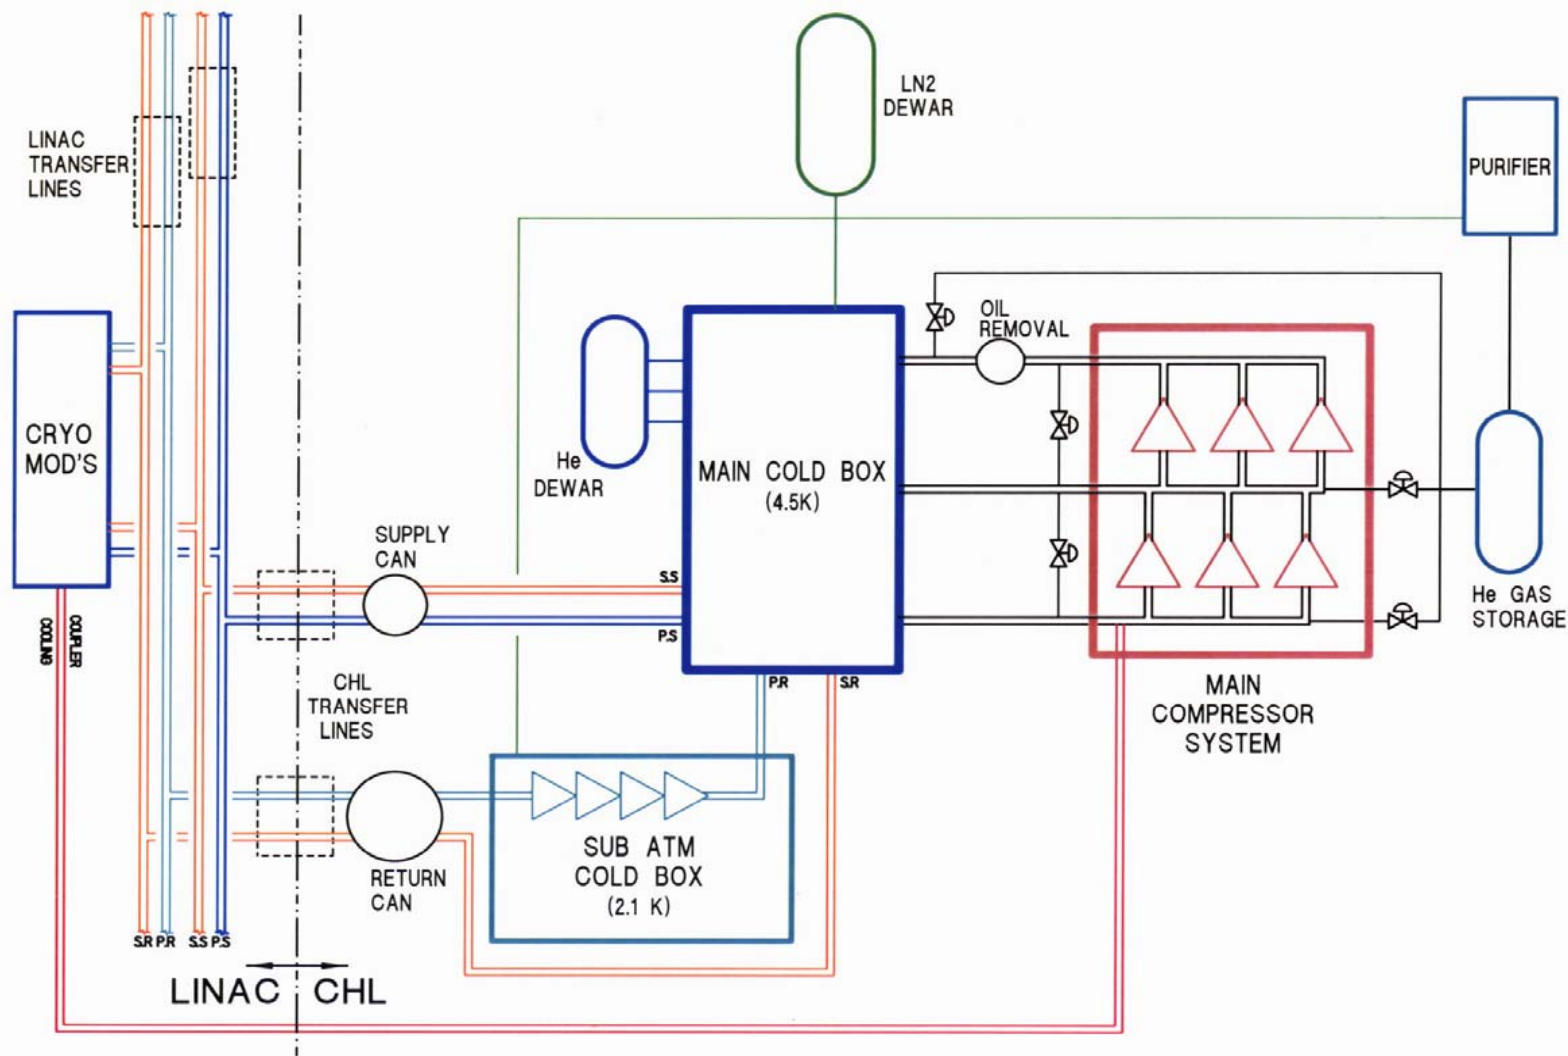 LN2
DEWAR
LINAC
TRANSFER
LINES
PURIFIER
OIL
REMOVAL
CRYO
MOD'S
He
DEWAR
MAIN COLD BOX
(4.5K)
SUPPLY
CAN
S.S
P.S
He GAS
STORAGE
COOLING
COUPLER
CHL
TRANSFER
LINES
P.R
S.R
MAIN
COMPRESSOR
SYSTEM
SUB ATM
COLD BOX
(2.1 K)
RETURN
CAN
S.R P.R S.S P.S
LINAC CHL